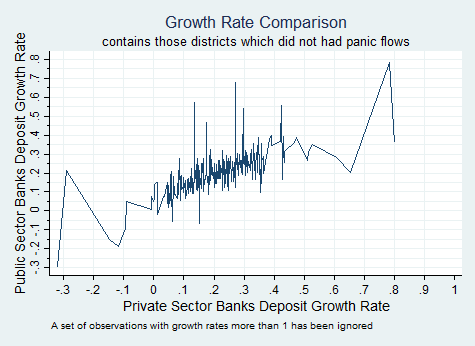 Growth Rate Comparison
contains those districts which did not had panic flows
Public Sector Banks Deposit Growth Rate
.8
.7
.6
.5
.4
.3
.2
.1
0
-.1
-.2
-.3
-.3 -.2 -.1 0 .1 .2 .3 .4 .5 .6 .7 .8 .9 1
Private Sector Banks Deposit Growth Rate
A set of observations with growth rates more than 1 has been ignored